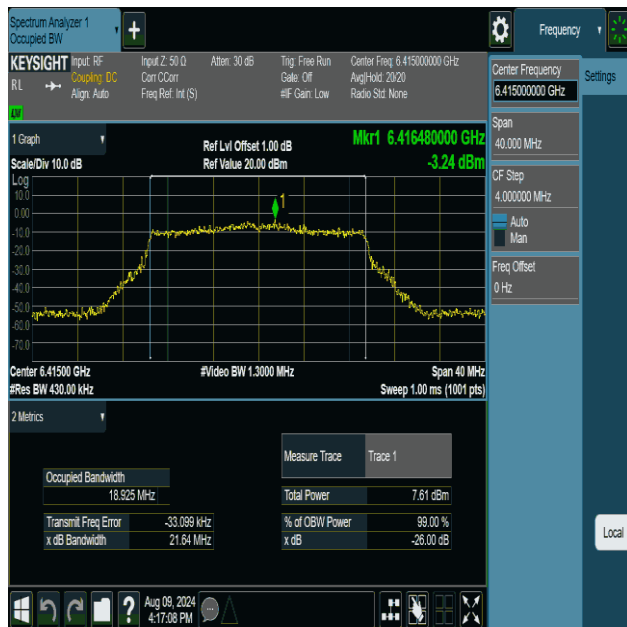 Spectrum Analyzer 1
Occupied BW
Frequency
KEYSIGHT
RL
Input: RF
Coupling: DC
Align: Auto
Input Z: 50 Ω
Corr CCorr
Freq Ref: Int (S)
Atten: 30 dB
Trig: Free Run
Gate: Off
#IF Gain: Low
Center Freq: 6.415000000 GHz
Avg|Hold: 20/20
Radio Std: None
Center Frequency
6.415000000 GHz
Settings
Span
40.000 MHz
CF Step
4.000000 MHz
Auto
Man
Freq Offset
0 Hz
Local
1 Graph
Scale/Div 10.0 dB
Ref Lvl Offset 1.00 dB
Ref Value 20.00 dBm
Mkr1 6.416480000 GHz
-3.24 dBm
Log
10.0
0.00
-10.0
-20.0
-30.0
-40.0
-50.0
-60.0
-70.0
1
Center 6.41500 GHz
#Res BW 430.00 kHz
#Video BW 1.3000 MHz
Span 40 MHz
Sweep 1.00 ms (1001 pts)
2 Metrics
Measure Trace Trace 1
Occupied Bandwidth
18.925 MHz
Total Power 7.61 dBm
Transmit Freq Error -33.099 kHz
% of OBW Power 99.00 %
x dB Bandwidth 21.64 MHz
x dB -26.00 dB
Aug 09, 2024
4:17:08 PM